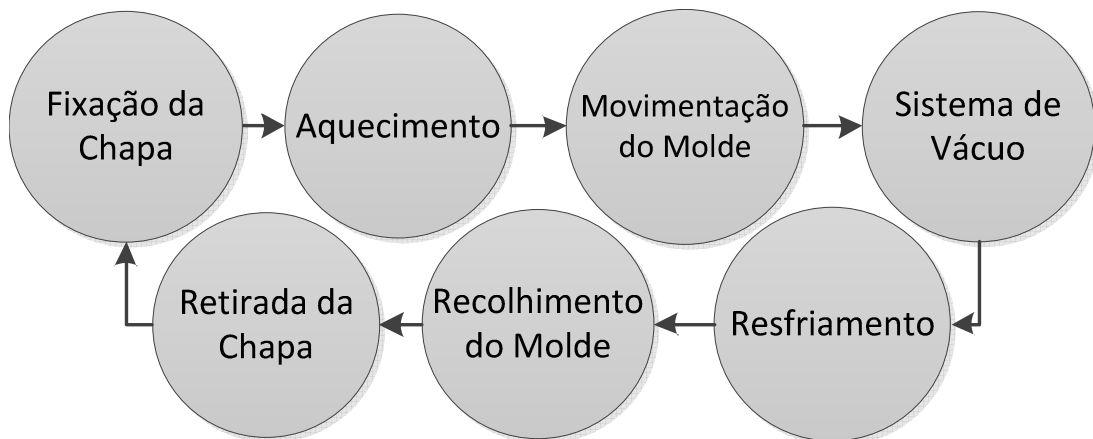 Fixação da
Chapa
Aquecimento
Movimentação
do Molde
Sistema de
Vácuo
Resfriamento
Recolhimento
do Molde
Retirada da
Chapa